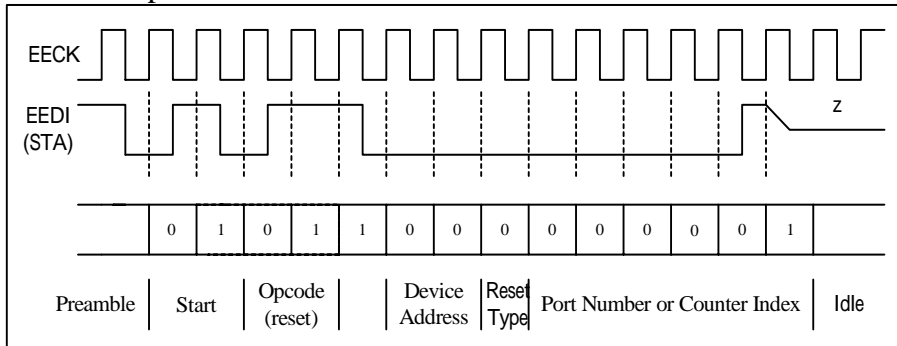 EECK
EEDI
(STA)
Z
0 1 0 1 1 0 0 0 0 0 0 0 0 1
Preamble Start Opcode (reset) Device Address Reset Type Port Number or Counter Index Idle